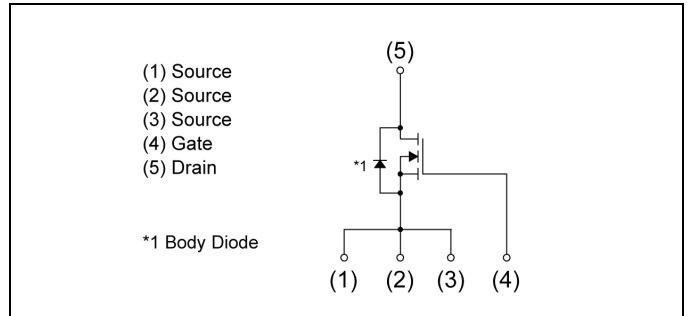 (5)
(1) Source
(2) Source
(3) Source
(4) Gate
(5) Drain
*1
*1 Body Diode
(1) (2) (3) (4)